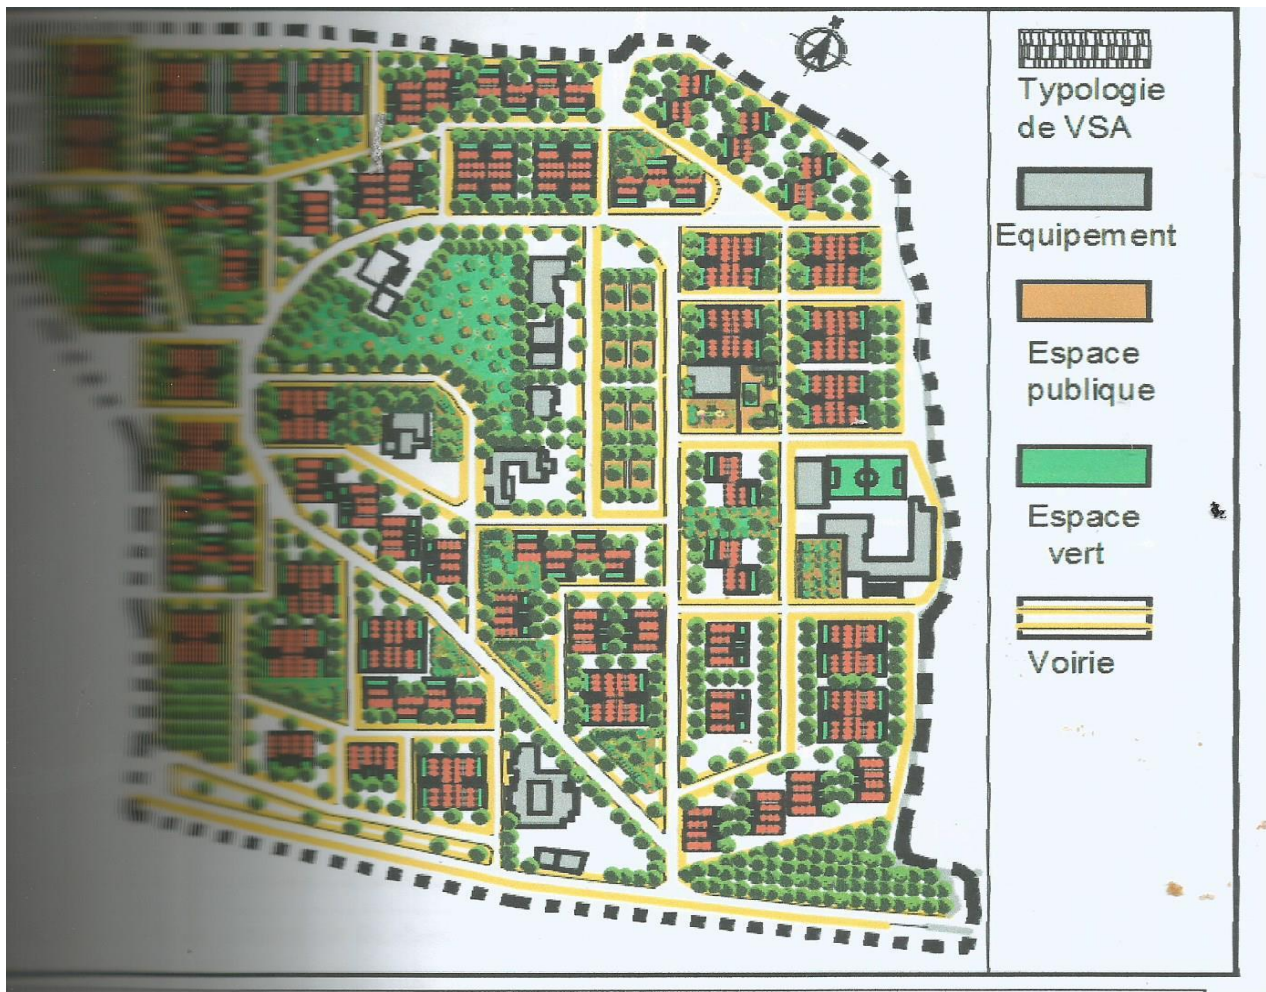 Typologie
de VSA
Equipement
Espace
publique
Espace
vert
Voirie